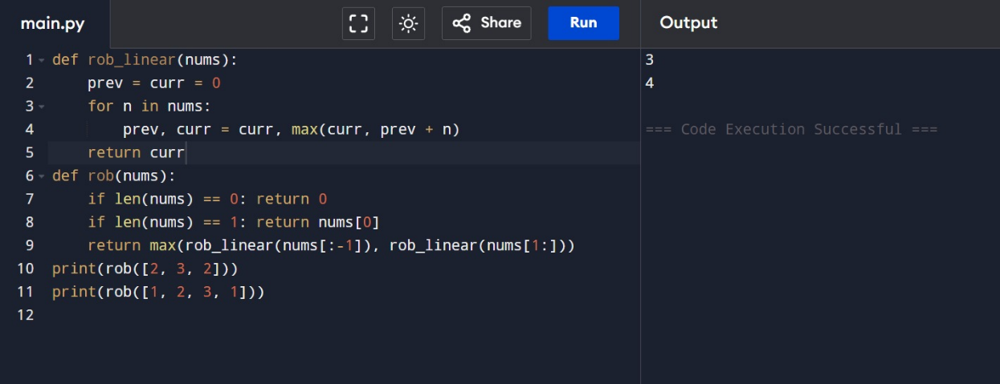 main.py Share Run Output
1 def rob_linear(nums):
2     prev = curr = 0
3     for n in nums:
4         prev, curr = curr, max(curr, prev + n)
5     return curr
6 def rob(nums):
7     if len(nums) == 0: return 0
8     if len(nums) == 1: return nums[0]
9     return max(rob_linear(nums[:-1]), rob_linear(nums[1:]))
10 print(rob([2, 3, 2]))
11 print(rob([1, 2, 3, 1]))
12
3
4
=== Code Execution Successful ===